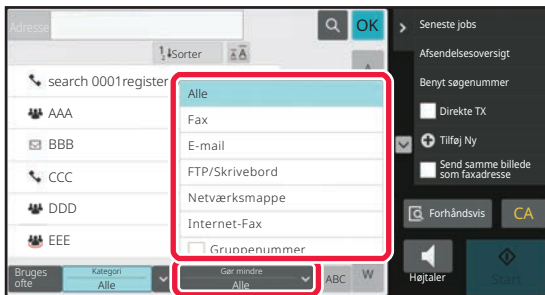 Adresse
OK
Sorter
search 0001register
AAA
BBB
CCC
DDD
EEE
Alle
Fax
E-mail
FTP/Skrivebord
Netværksmappe
Internet-Fax
Gruppenummer
Bruges
ofte
Kategori
Alle
Gør mindre
Alle
ABC
W
Seneste jobs
Afsendelsesoversigt
Benyt søgenummer
Direkte TX
Tilføj Ny
Send samme billede
som faxadresse
Forhåndsvis
CA
Højtaler
Start